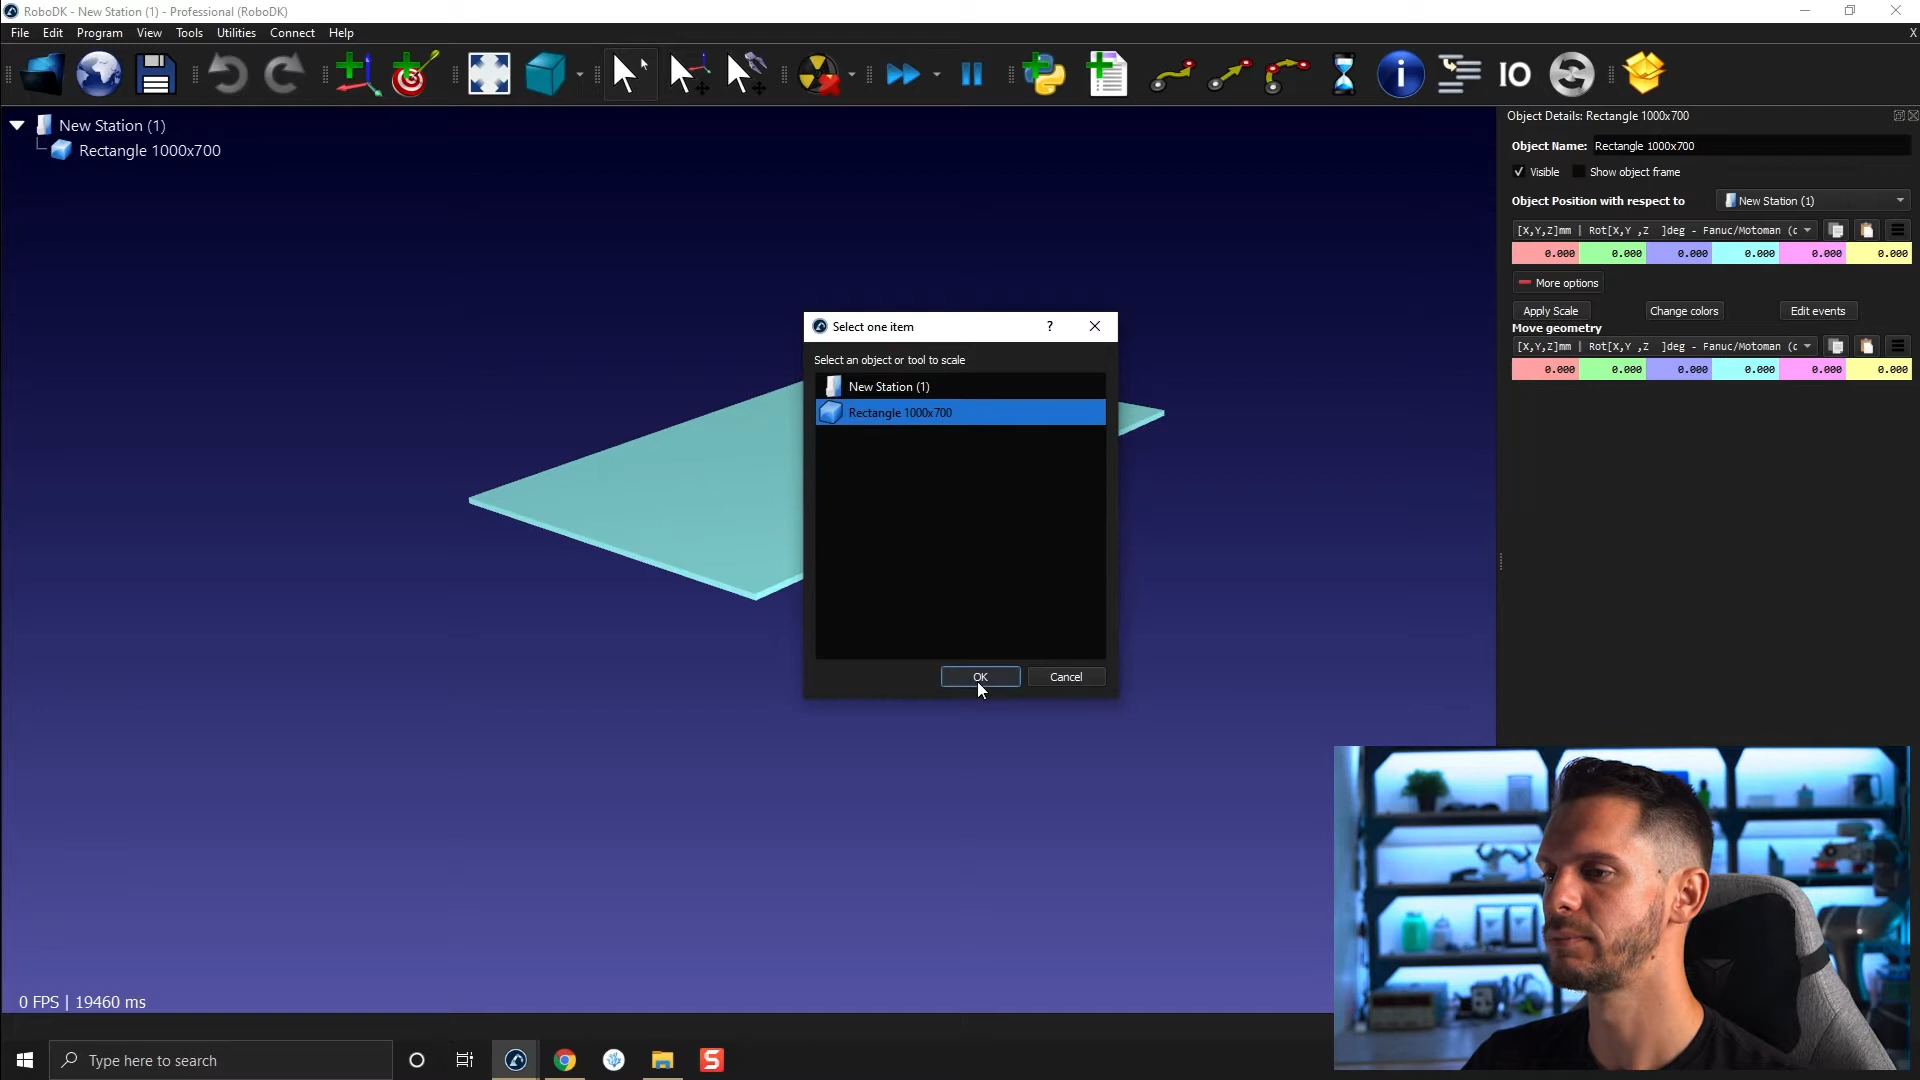 RoboDK - New Station (1) - Professional (RoboDK)
File Edit Program View Tools Utilities Connect Help X
IO
New Station (1)
Rectangle 1000x700
Object Details: Rectangle 1000x700
Object Name: Rectangle 1000x700
Visible Show object frame
Object Position with respect to New Station (1)
[X,Y,Z]mm | Rot[X,Y ,Z ]deg - Fanuc/Motoman (c
0.000 0.000 0.000 0.000 0.000 0.000
More options
Apply Scale Change colors Edit events
Move geometry
[X,Y,Z]mm | Rot[X,Y ,Z ]deg - Fanuc/Motoman (c
0.000 0.000 0.000 0.000 0.000 0.000
Select one item ?
Select an object or tool to scale
New Station (1)
Rectangle 1000x700
OK Cancel
0 FPS | 19460 ms
Type here to search
S